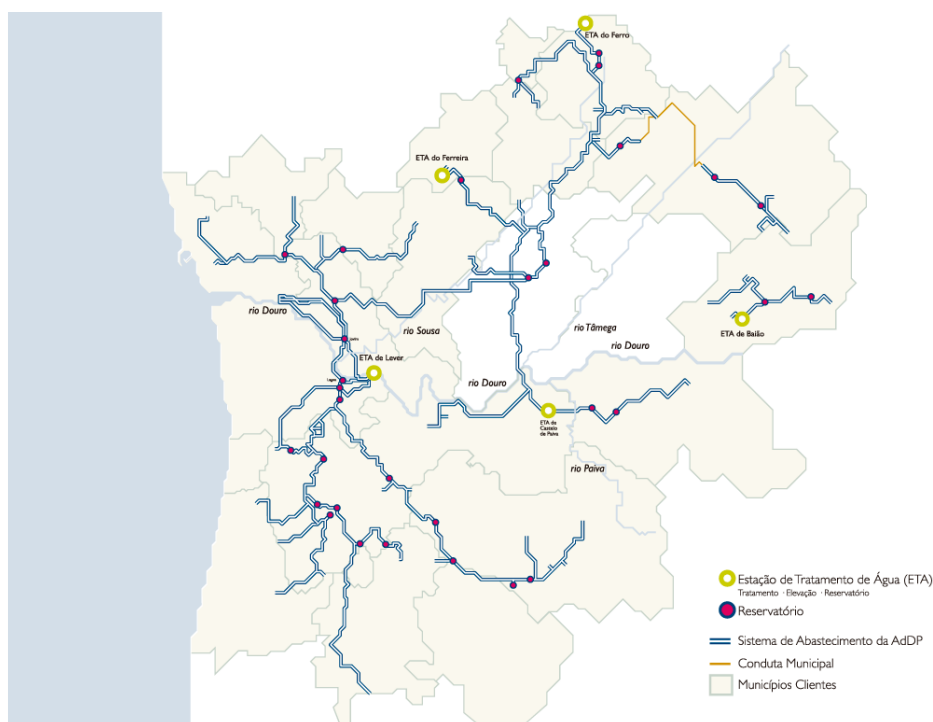 ETA do Ferro
ETA do Ferreira
rio Douro
rio Sousa
rio Tâmega
ETA de Baião
rio Douro
ETA de Lever
rio Douro
ETA de
Castelo
de Paiva
rio Paiva
Estação de Tratamento de Água (ETA)
Tratamento · Elevação · Reservatório
Reservatório
Sistema de Abastecimento da AdDP
Conduta Municipal
Municípios Clientes